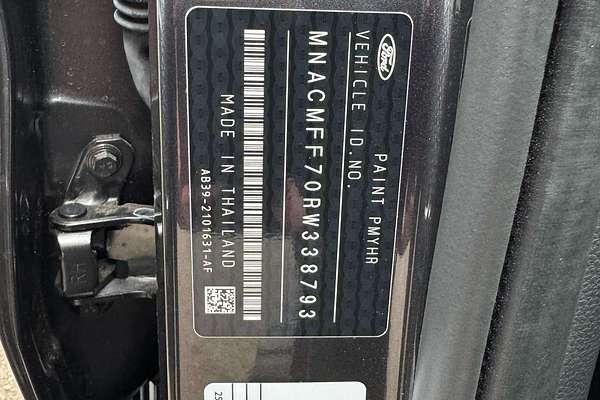 Ford
PAINT PMYHR
VEHICLE ID.NO.
MNACMFF70RW338793
MADE IN THAILAND
AB39-2101631-AF